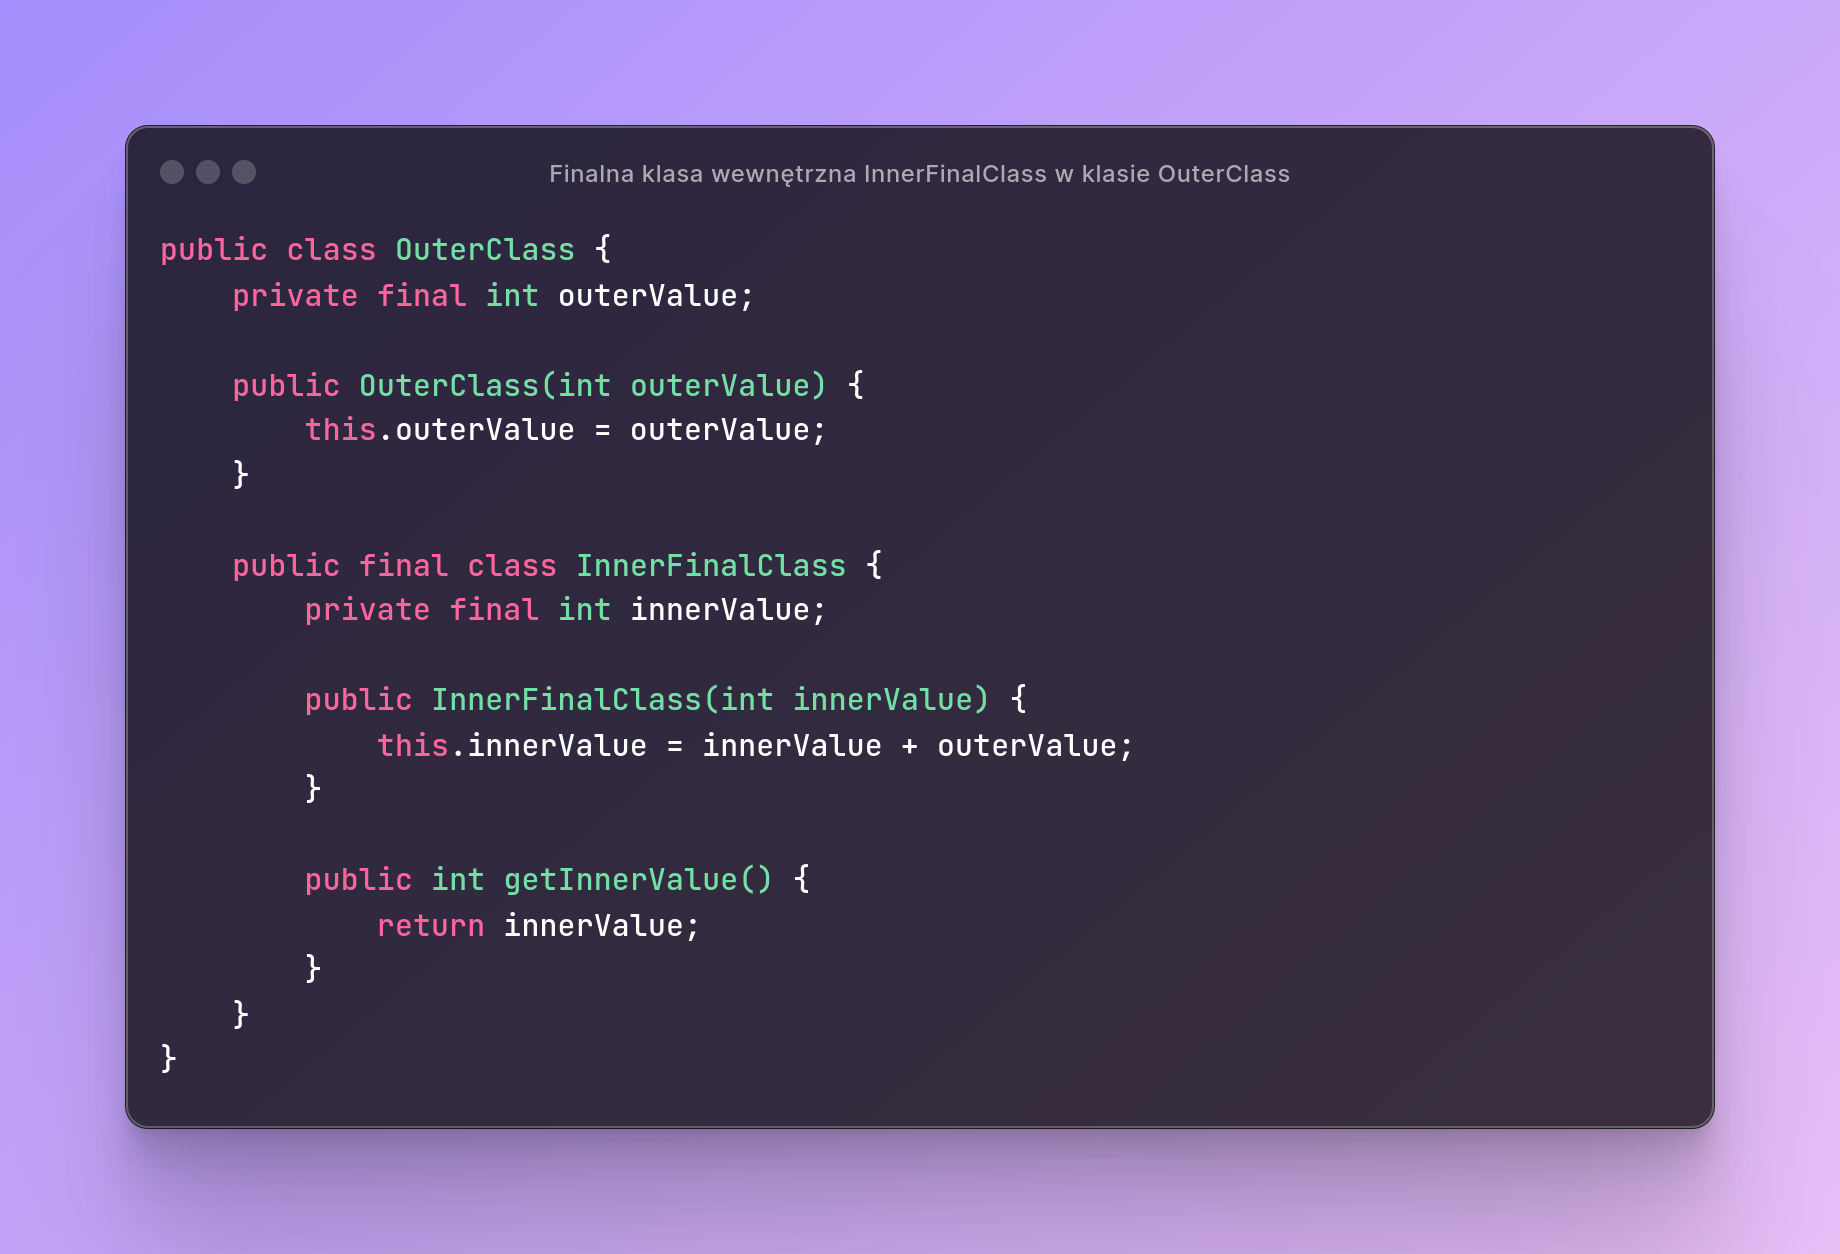 Finalna klasa wewnętrzna InnerFinalClass w klasie OuterClass
public class OuterClass {
    private final int outerValue;

    public OuterClass(int outerValue) {
        this.outerValue = outerValue;
    }

    public final class InnerFinalClass {
        private final int innerValue;

        public InnerFinalClass(int innerValue) {
            this.innerValue = innerValue + outerValue;
        }

        public int getInnerValue() {
            return innerValue;
        }
    }
}